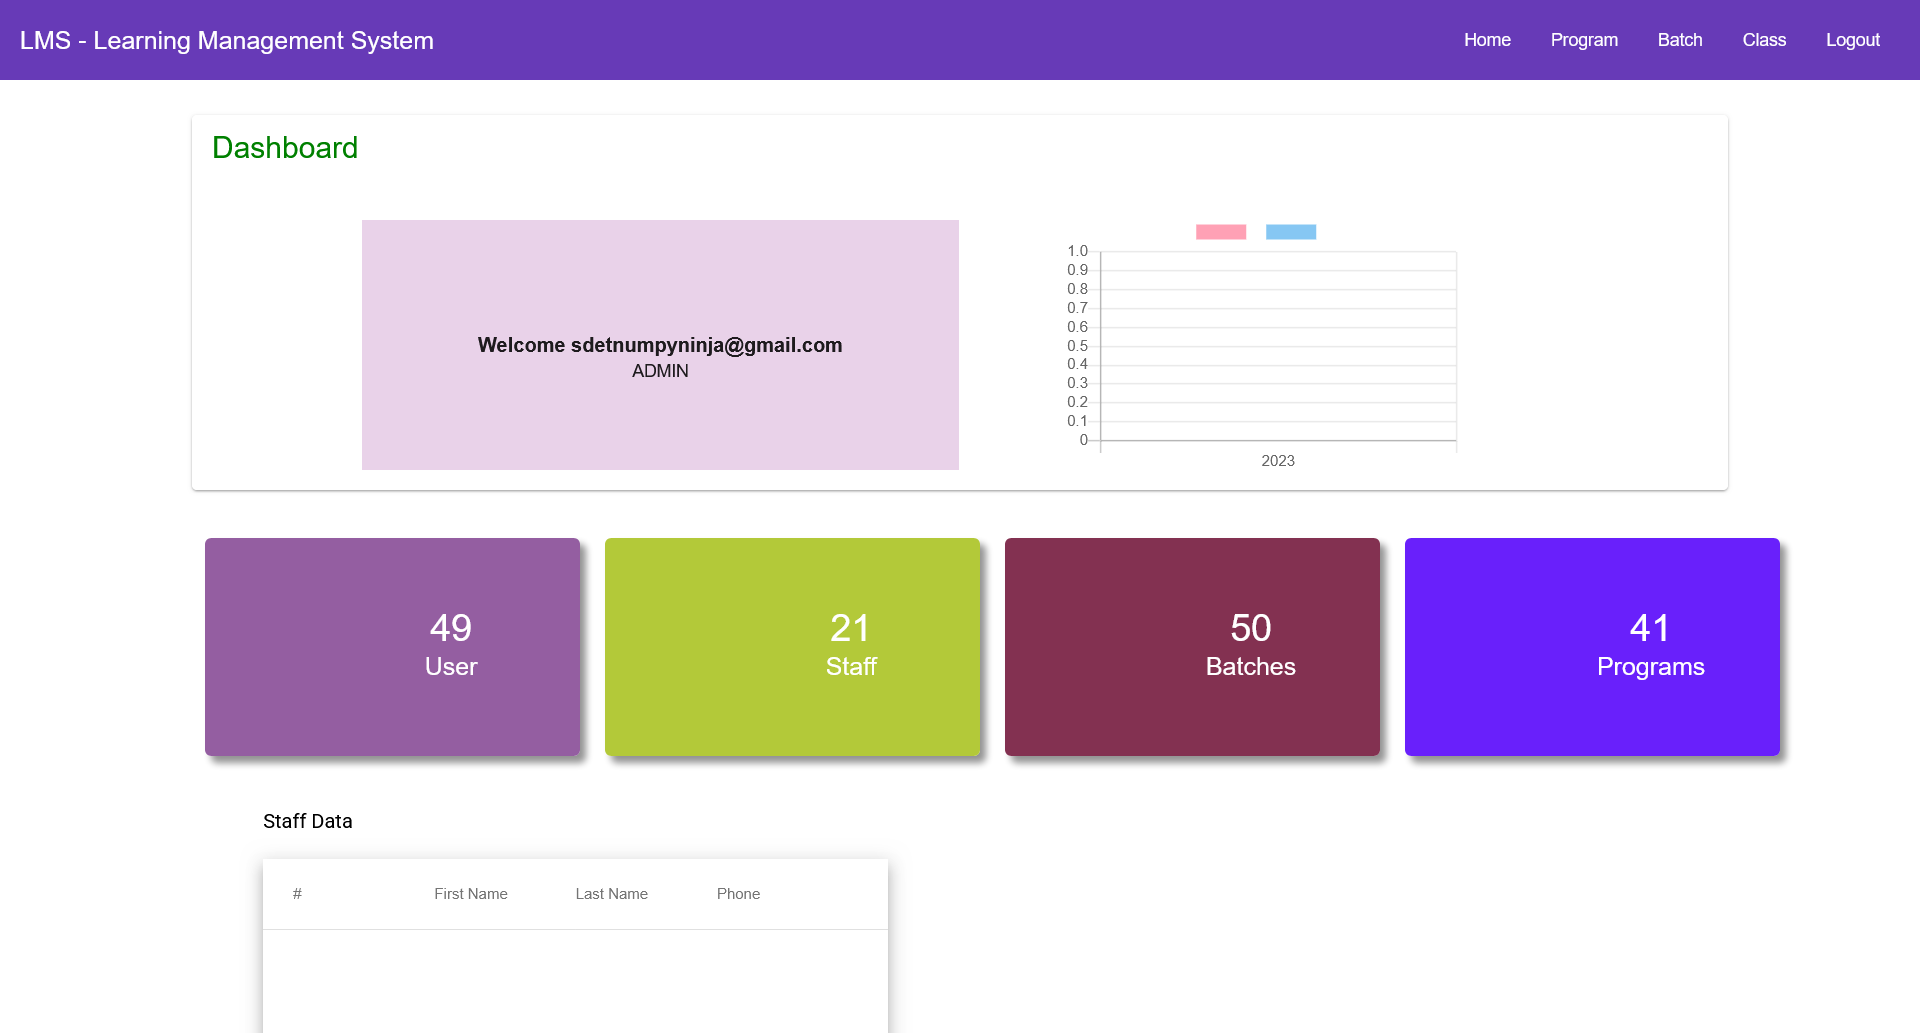 LMS - Learning Management System
Home Program Batch Class Logout
Dashboard
Welcome sdetnumpyninja@gmail.com
ADMIN
1.0
0.9
0.8
0.7
0.6
0.5
0.4
0.3
0.2
0.1
0
2023
49
User
21
Staff
50
Batches
41
Programs
Staff Data
# First Name Last Name Phone